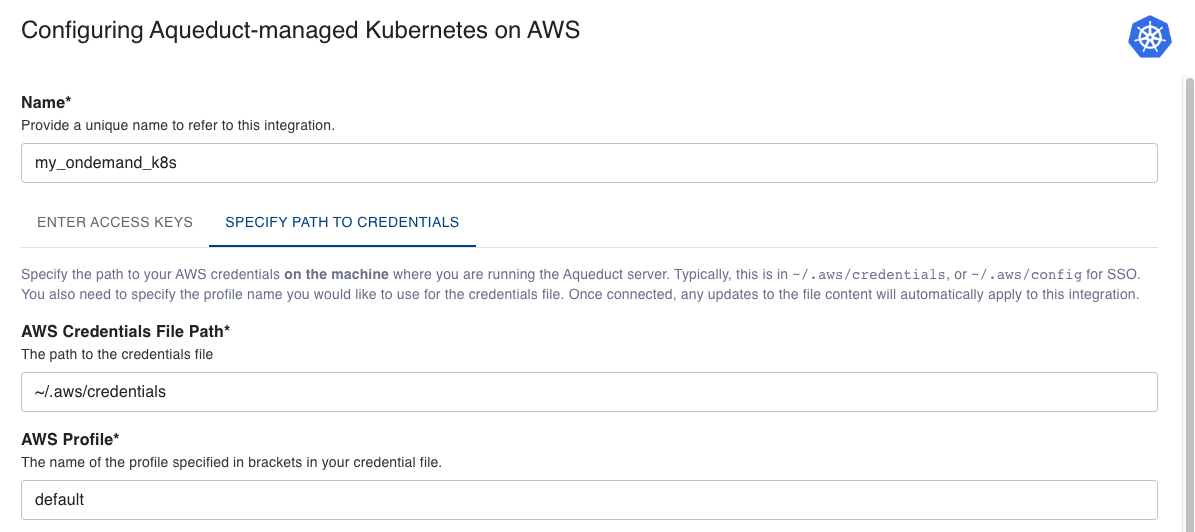 Configuring Aqueduct-managed Kubernetes on AWS
Name*
Provide a unique name to refer to this integration.
my_ondemand_k8s
ENTER ACCESS KEYS SPECIFY PATH TO CREDENTIALS
Specify the path to your AWS credentials on the machine where you are running the Aqueduct server. Typically, this is in ~/.aws/credentials, or ~/.aws/config for SSO.
You also need to specify the profile name you would like to use for the credentials file. Once connected, any updates to the file content will automatically apply to this integration.
AWS Credentials File Path*
The path to the credentials file
~/.aws/credentials
AWS Profile*
The name of the profile specified in brackets in your credential file.
default